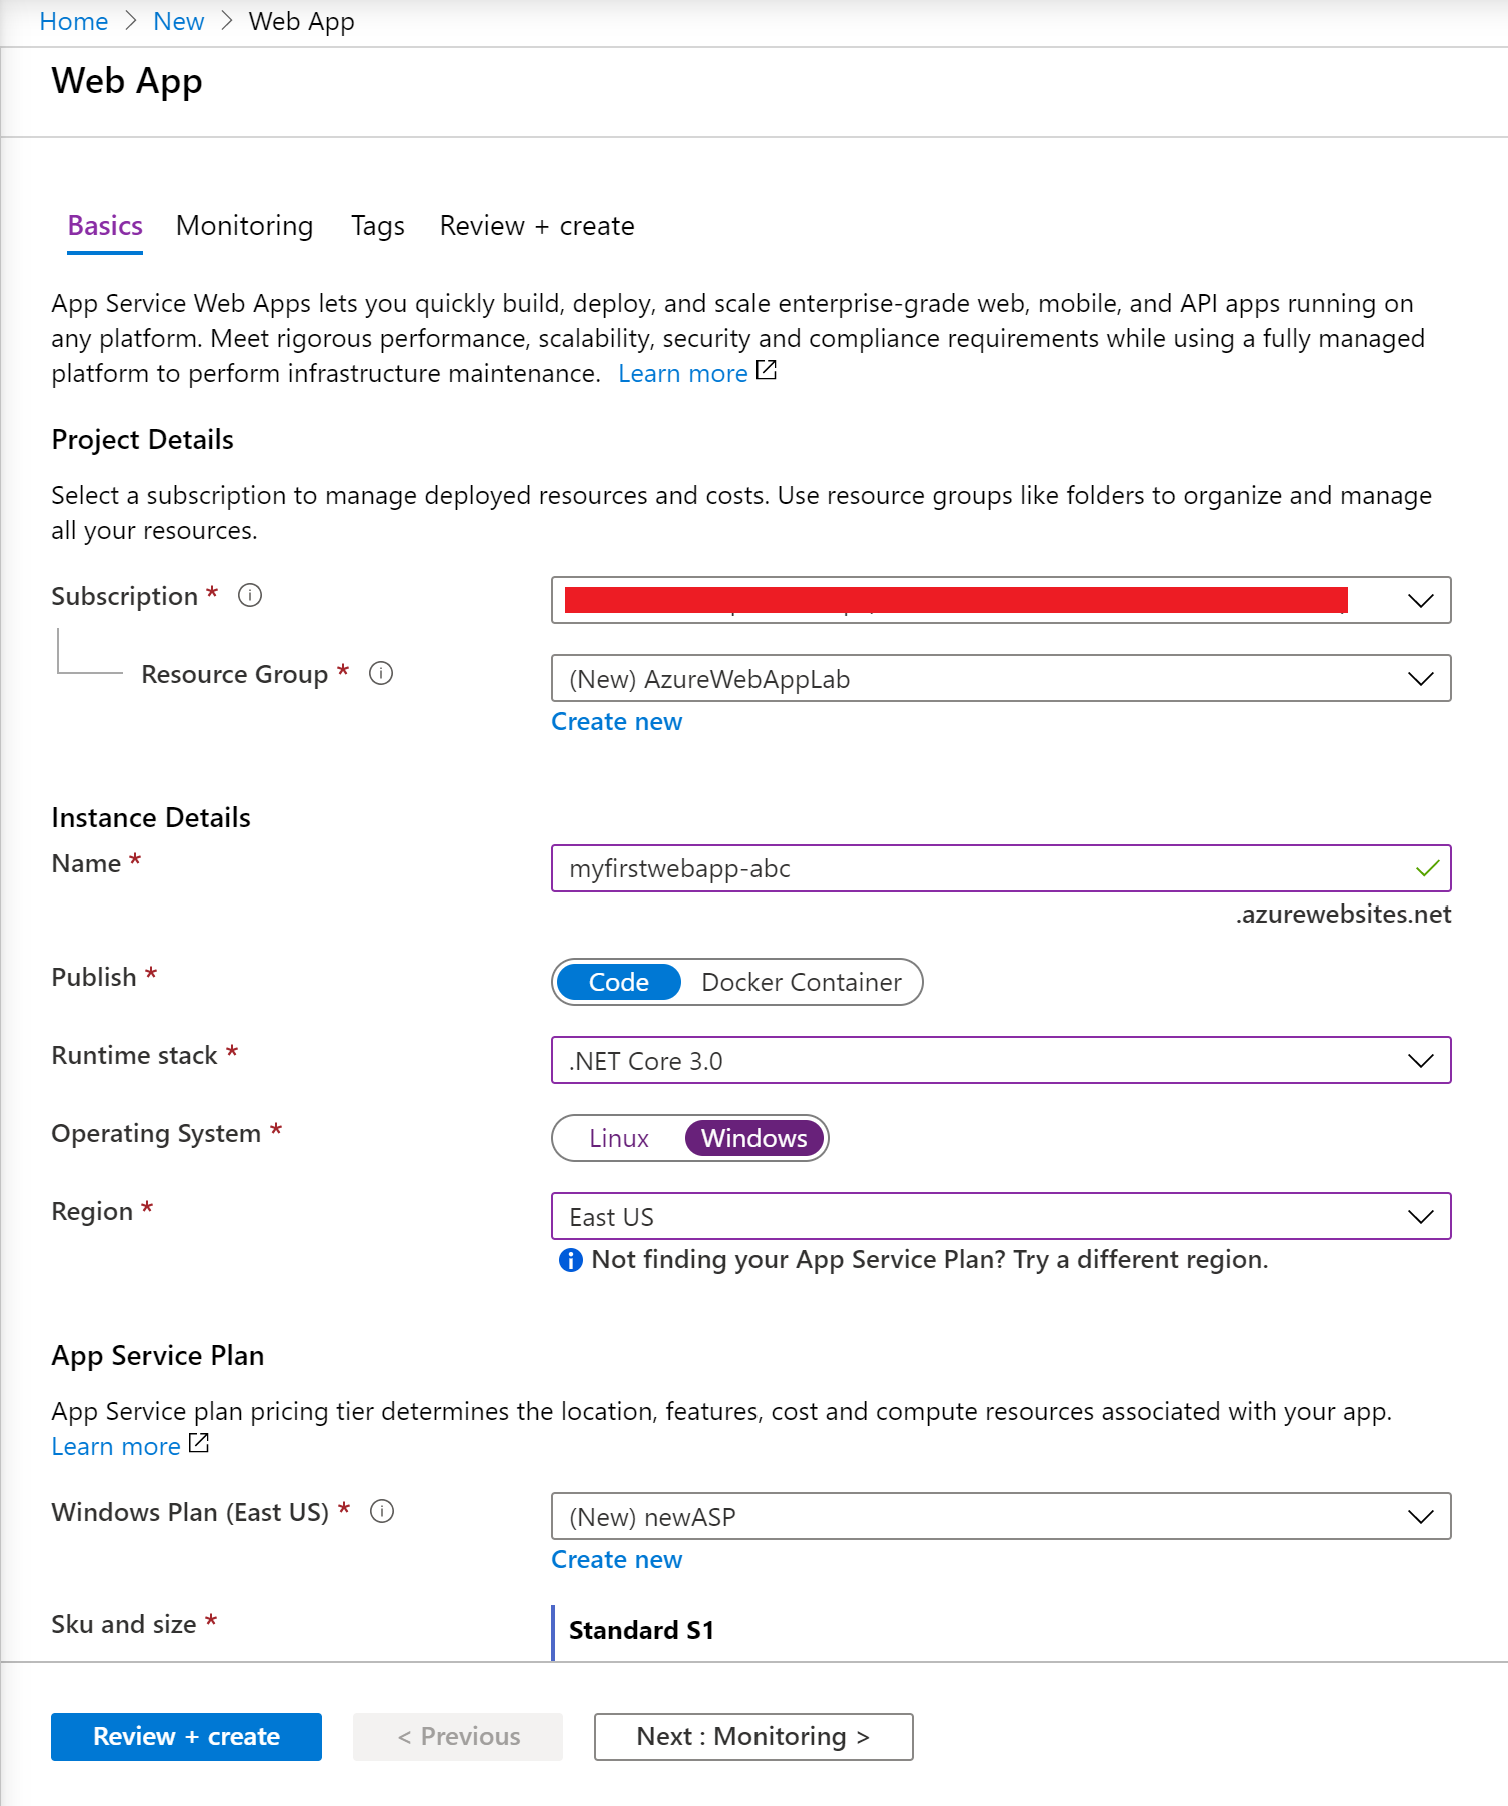 Home > New > Web App
Web App
Basics Monitoring Tags Review + create
App Service Web Apps lets you quickly build, deploy, and scale enterprise-grade web, mobile, and API apps running on
any platform. Meet rigorous performance, scalability, security and compliance requirements while using a fully managed
platform to perform infrastructure maintenance. Learn more
Project Details
Select a subscription to manage deployed resources and costs. Use resource groups like folders to organize and manage
all your resources.
Subscription *
Resource Group * (New) AzureWebAppLab
Create new
Instance Details
Name * myfirstwebapp-abc
.azurewebsites.net
Publish * Code Docker Container
Runtime stack * .NET Core 3.0
Operating System * Linux Windows
Region * East US
Not finding your App Service Plan? Try a different region.
App Service Plan
App Service plan pricing tier determines the location, features, cost and compute resources associated with your app.
Learn more
Windows Plan (East US) * (New) newASP
Create new
Sku and size * Standard S1
Review + create < Previous Next : Monitoring >